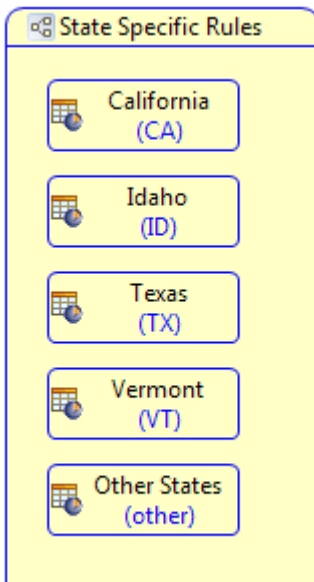 State Specific Rules
California
(CA)
Idaho
(ID)
Texas
(TX)
Vermont
(VT)
Other States
(other)